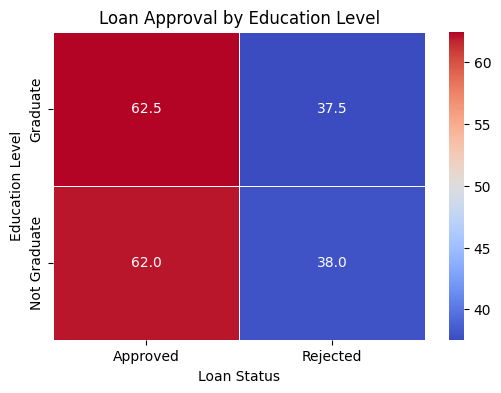 Loan Approval by Education Level
Education Level
Graduate
62.5 37.5
Not Graduate
62.0 38.0
Approved Rejected
Loan Status
60
55
50
45
40